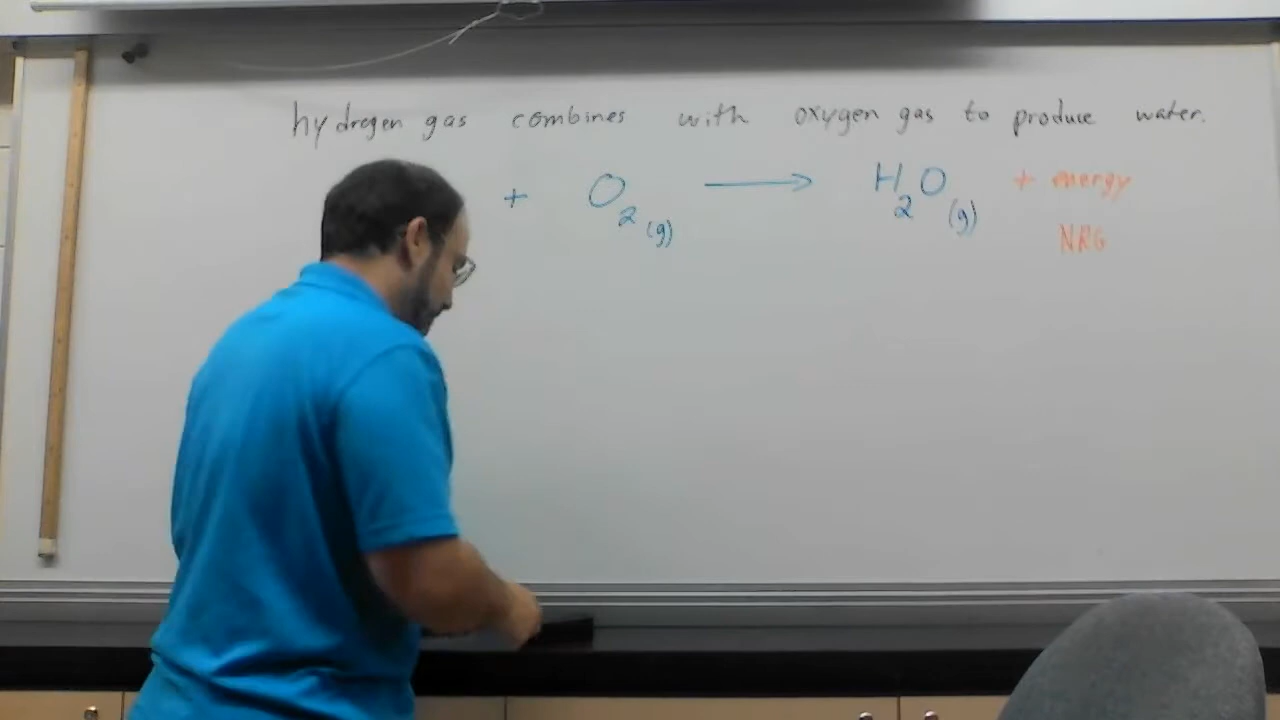 hydrogen gas combines with oxygen gas to produce water.
+ O2(g) ⟶ H2O(g) + energy
NRG